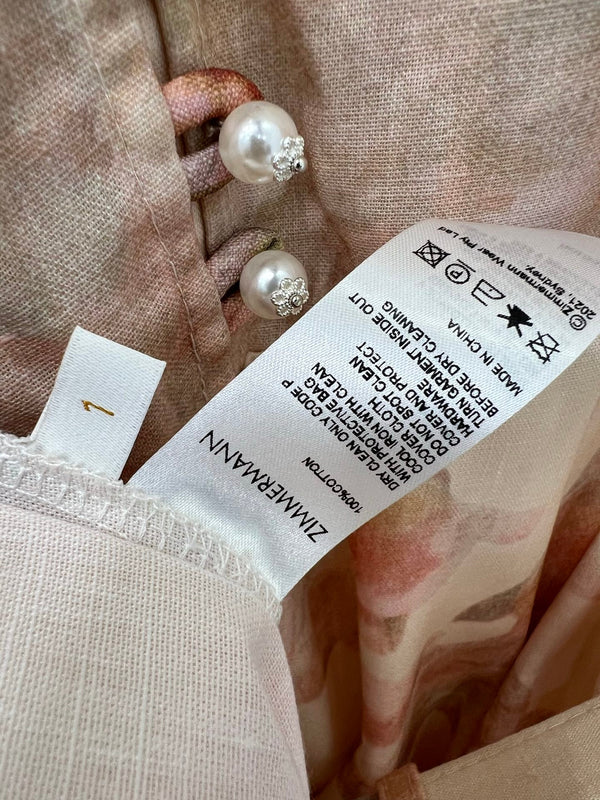 1
ZIMMERMANN
100%COTTON
DRY CLEAN ONLY CODE P
WITH PROTECTIVE BAG
COOL IRON WITH CLEAN
COVER CLOTH
DO NOT SPOT CLEAN
COVER AND PROTECT
HARDWARE
TURN GARMENT INSIDE OUT
BEFORE DRY CLEANING
MADE IN CHINA
P
©Zimmermann Wear Pty Ltd
2021, Sydney.